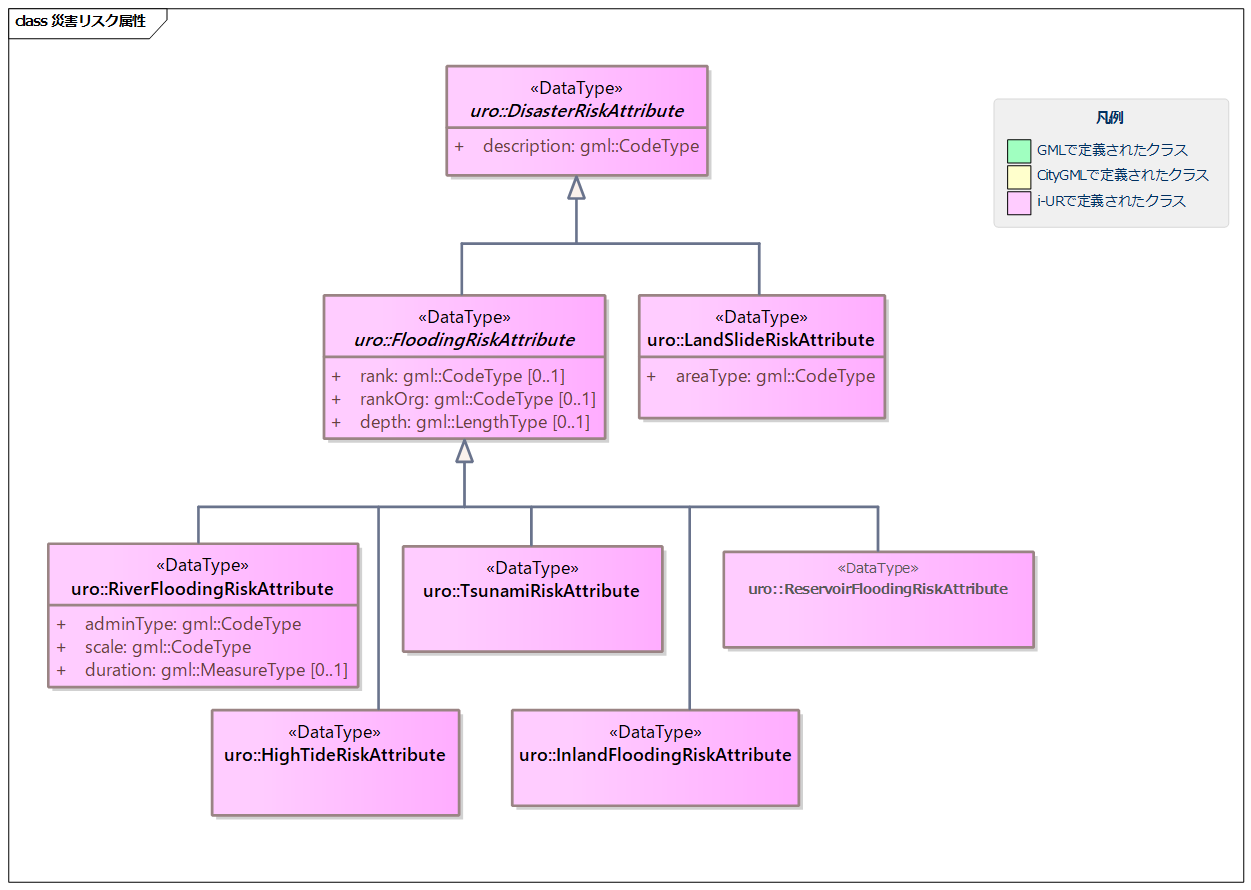 class 災害リスク属性
«DataType»
uro::DisasterRiskAttribute
+ description: gml::CodeType
凡例
GMLで定義されたクラス
CityGMLで定義されたクラス
i-URで定義されたクラス
«DataType»
uro::FloodingRiskAttribute
+ rank: gml::CodeType [0..1]
+ rankOrg: gml::CodeType [0..1]
+ depth: gml::LengthType [0..1]
«DataType»
uro::LandSlideRiskAttribute
+ areaType: gml::CodeType
«DataType»
uro::RiverFloodingRiskAttribute
+ adminType: gml::CodeType
+ scale: gml::CodeType
+ duration: gml::MeasureType [0..1]
«DataType»
uro::TsunamiRiskAttribute
«DataType»
uro::ReservoirFloodingRiskAttribute
«DataType»
uro::HighTideRiskAttribute
«DataType»
uro::InlandFloodingRiskAttribute